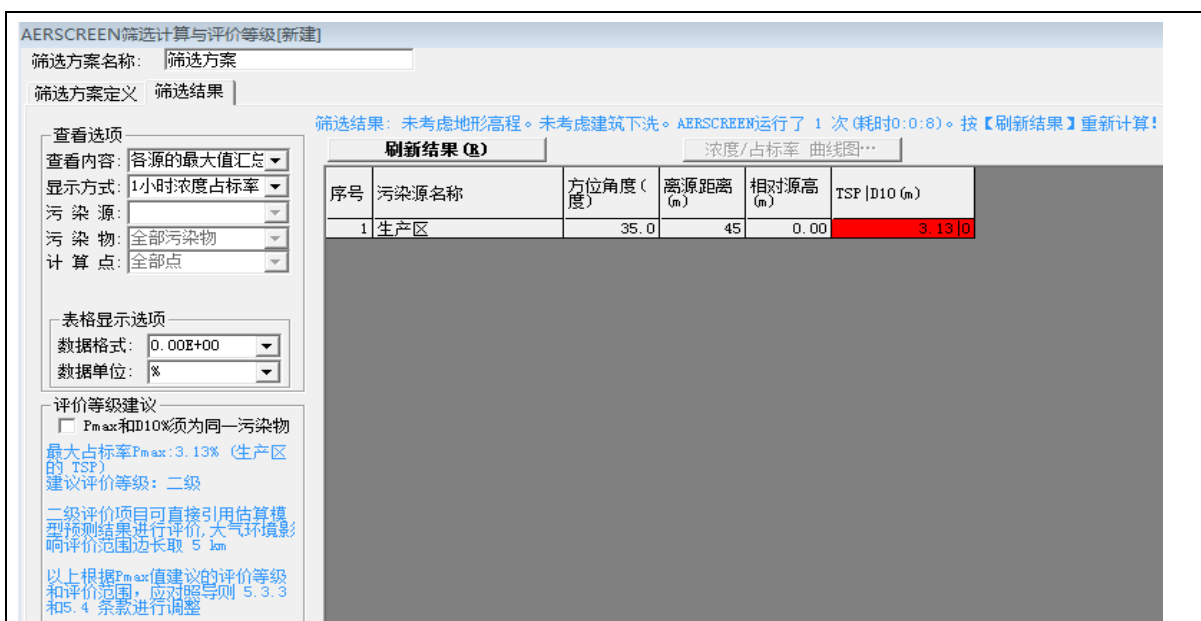 AERSCREEN筛选计算与评价等级[新建]
筛选方案名称: 筛选方案
筛选方案定义 筛选结果
筛选结果: 未考虑地形高程。未考虑建筑下洗。AERSCREEN运行了 1 次(耗时0:0:8)。按【刷新结果】重新计算!
刷新结果(R) 浓度/占标率 曲线图…
查看选项
查看内容: 各源的最大值汇总
显示方式: 1小时浓度占标率
污 染 源:
污 染 物: 全部污染物
计 算 点: 全部点
序号 污染源名称 方位角度(度) 离源距离(m) 相对源高(m) TSP|D10(m)
1 生产区 35.0 45 0.00 3.13|0
表格显示选项
数据格式: 0.00E+00
数据单位: %
评价等级建议
Pmax和D10%须为同一污染物
最大占标率Pmax:3.13% (生产区
的 TSP)
建议评价等级: 二级
二级评价项目可直接引用估算模
型预测结果进行评价,大气环境影
响评价范围边长取 5 km
以上根据Pmax值建议的评价等级
和评价范围,应对照导则 5.3.3
和5.4 条款进行调整